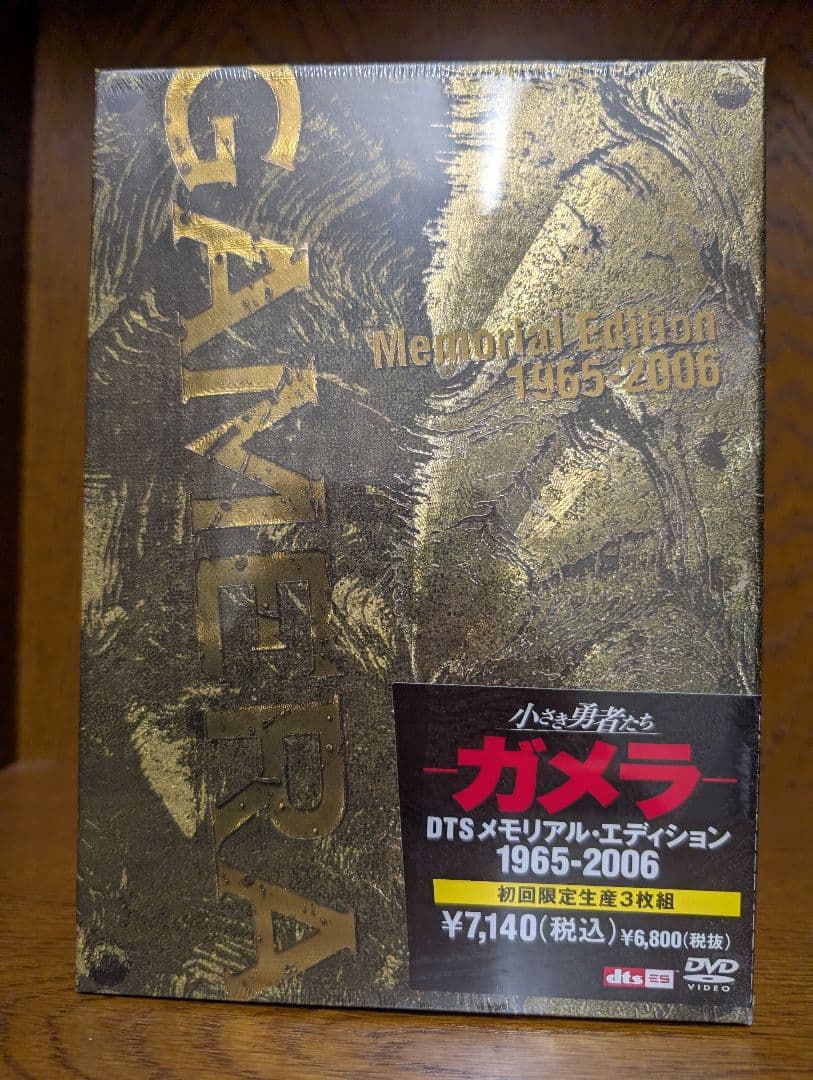 GAMERA
Memorial Edition
1965-2006
小さき勇者たち
ーガメラー
DTSメモリアル・エディション
1965-2006
初回限定生産3枚組
¥7,140(税込)¥6,800(税抜)
dts ES
DVD
VIDEO